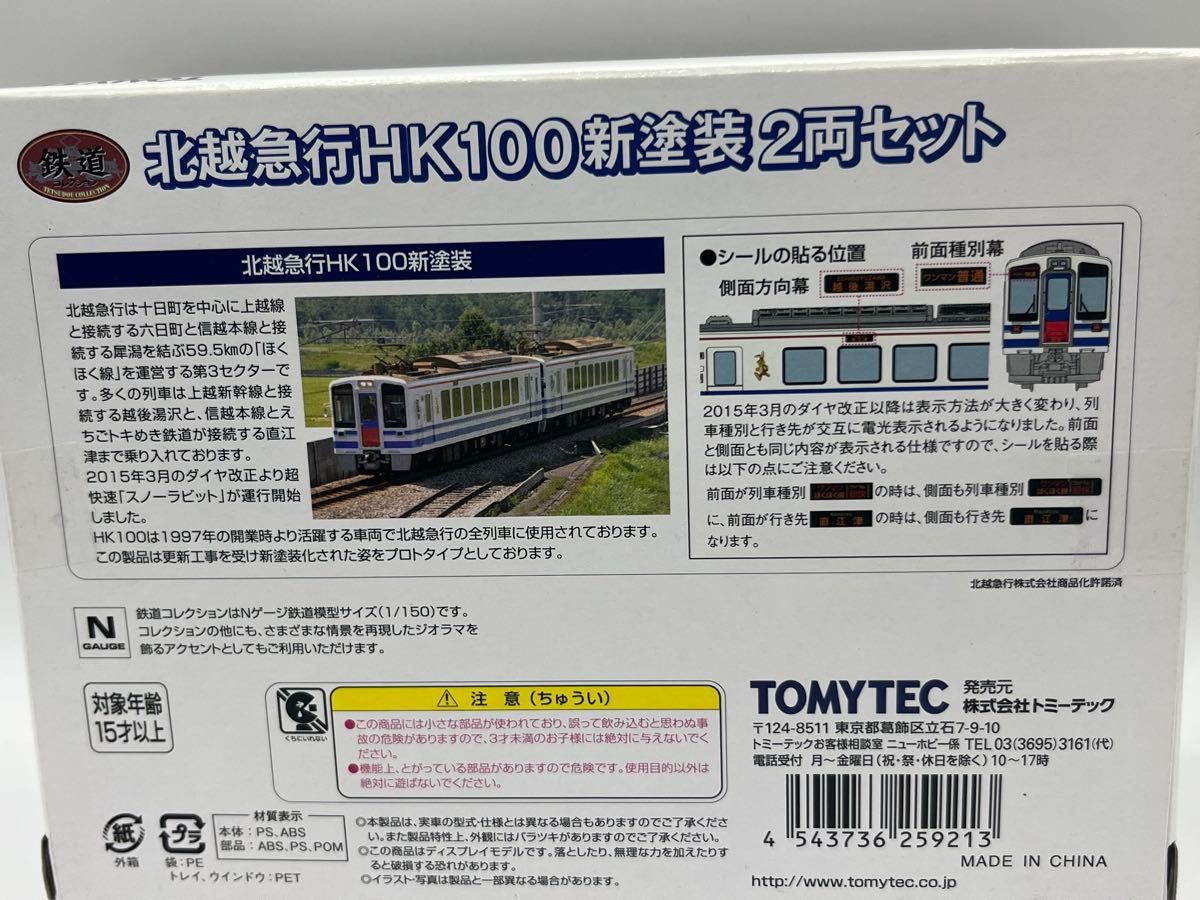 鉄道
コレクション
TETSUDOU COLLECTION
北越急行HK100新塗装2両セット
北越急行HK100新塗装
北越急行は十日町を中心に上越線
と接続する六日町と信越本線と接
続する犀潟を結ぶ59.5kmの「ほく
ほく線」を運営する第3セクターで
す。多くの列車は上越新幹線と接
続する越後湯沢と、信越本線とえ
ちごトキめき鉄道が接続する直江
津まで乗り入れております。
2015年3月のダイヤ改正より超
快速「スノーラビット」が運行開始
しました。
HK100は1997年の開業時より活躍する車両で北越急行の全列車に使用されております。
この製品は更新工事を受け新塗装化された姿をプロトタイプとしております。
●シールの貼る位置
前面種別幕
側面方向幕
越後湯沢
ワンマン普通
2015年3月のダイヤ改正以降は表示方法が大きく変わり、列
車種別と行き先が交互に電光表示されるようになりました。前面
と側面とも同じ内容が表示される仕様ですので、シールを貼る際
は以下の点にご注意ください。
前面が列車種別 の時は、側面も列車種別
に、前面が行き先 直江津 の時は、側面も行き先 直江津 に
なります。
北越急行株式会社商品化許諾済
N
GAUGE
鉄道コレクションはNゲージ鉄道模型サイズ(1/150)です。
コレクションの他にも、さまざまな情景を再現したジオラマを
飾るアクセントとしてもご利用いただけます。
対象年齢
15才以上
くちにいれない
注意(ちゅうい)
●この商品には小さな部品が使われており、誤って飲み込むと思わぬ事
故の危険がありますので、3才未満のお子様には絶対に与えないでく
ださい。
●機能上、とがっている部品がありますので危険です。使用目的以外は
絶対に遊ばないでください。
TOMYTEC 発売元
株式会社トミーテック
〒124-8511 東京都葛飾区立石7-9-10
トミーテックお客様相談室 ニューホビー係 TEL 03(3695)3161(代)
電話受付 月〜金曜日(祝・祭・休日を除く)10〜17時
紙
外箱
プラ
袋:PE
トレイ、ウインドウ:PET
材質表示
本体:PS、ABS
部品:ABS、PS、POM
◎本製品は、実車の型式・仕様とは異なる場合もありますのでご了承下さ
い。また製品特性上、外観にはバラツキがありますのでご了承ください。
◎この商品はディスプレイモデルです。落としたり、無理な力を加えたりす
ると破損する恐れがあります。
◎イラスト・写真は製品と一部異なる場合があります。
4 543736 259213
MADE IN CHINA
http://www.tomytec.co.jp